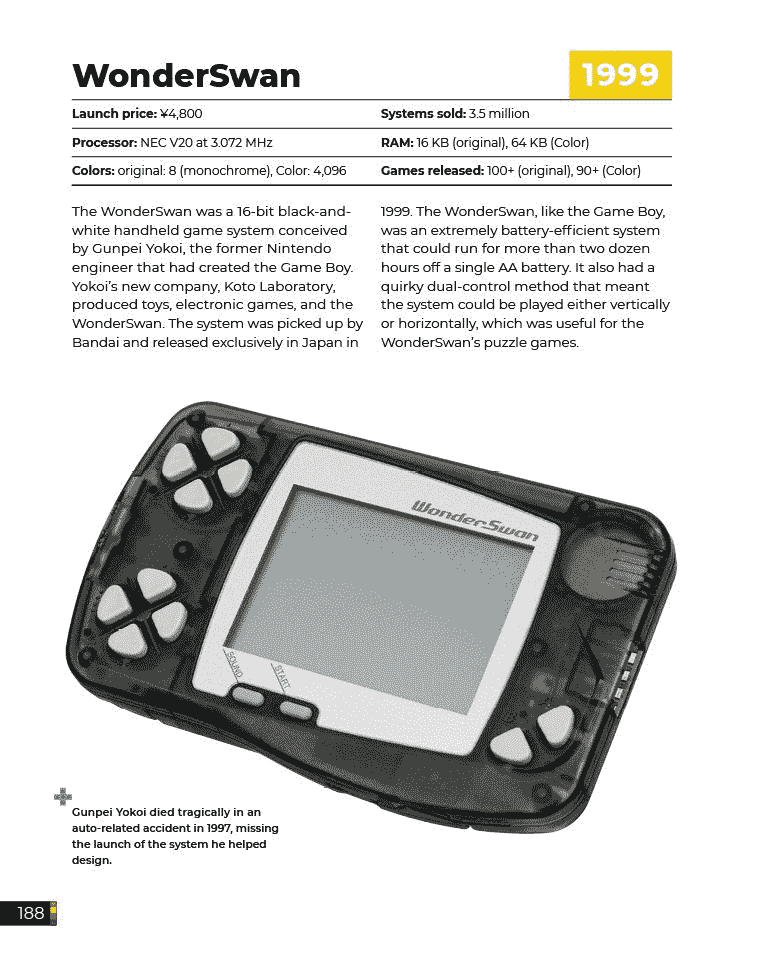 WonderSwan
1999
Launch price: ¥4,800
Systems sold: 3.5 million
Processor: NEC V20 at 3.072 MHz
RAM: 16 KB (original), 64 KB (Color)
Colors: original: 8 (monochrome), Color: 4,096
Games released: 100+ (original), 90+ (Color)
The WonderSwan was a 16-bit black-and-
white handheld game system conceived
by Gunpei Yokoi, the former Nintendo
engineer that had created the Game Boy.
Yokoi's new company, Koto Laboratory,
produced toys, electronic games, and the
WonderSwan. The system was picked up by
Bandai and released exclusively in Japan in
1999. The WonderSwan, like the Game Boy,
was an extremely battery-efficient system
that could run for more than two dozen
hours off a single AA battery. It also had a
quirky dual-control method that meant
the system could be played either vertically
or horizontally, which was useful for the
WonderSwan's puzzle games.
WonderSwan
SOUND
START
Gunpei Yokoi died tragically in an
auto-related accident in 1997, missing
the launch of the system he helped
design.
188